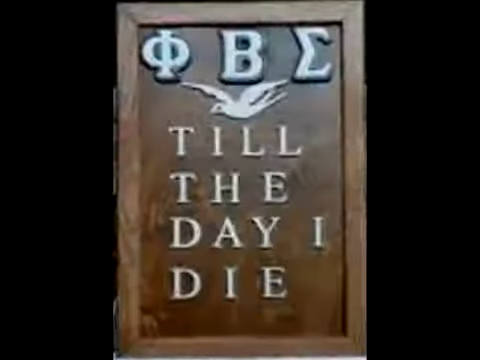 ΦΒΣ
TILL
THE
DAY I
DIE